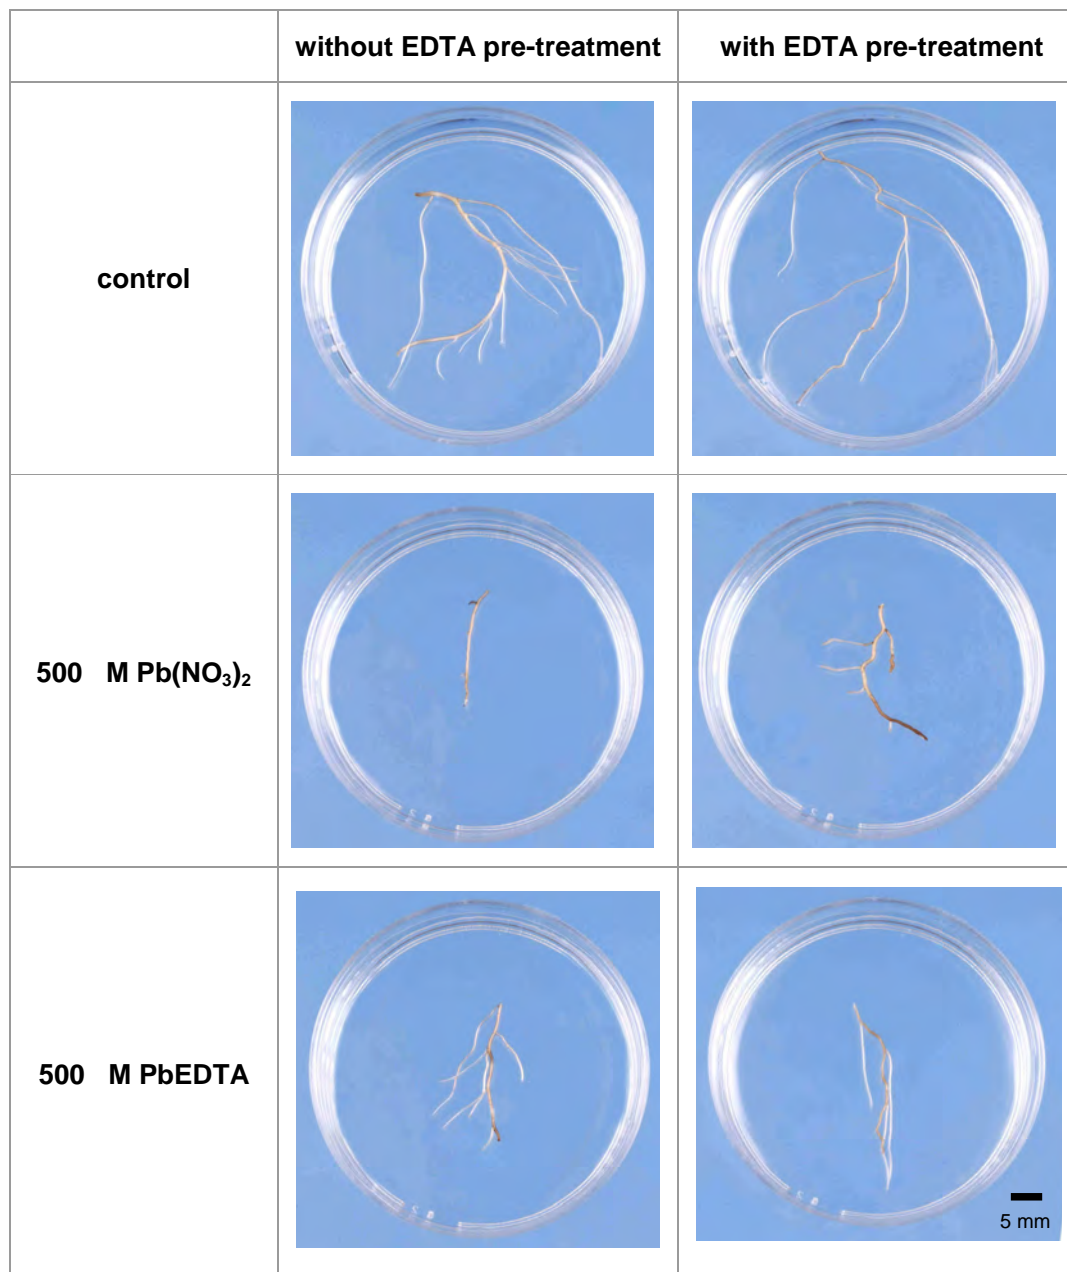 without EDTA pre-treatment
with EDTA pre-treatment
control
500 M Pb(NO₃)₂
500 M PbEDTA
5 mm